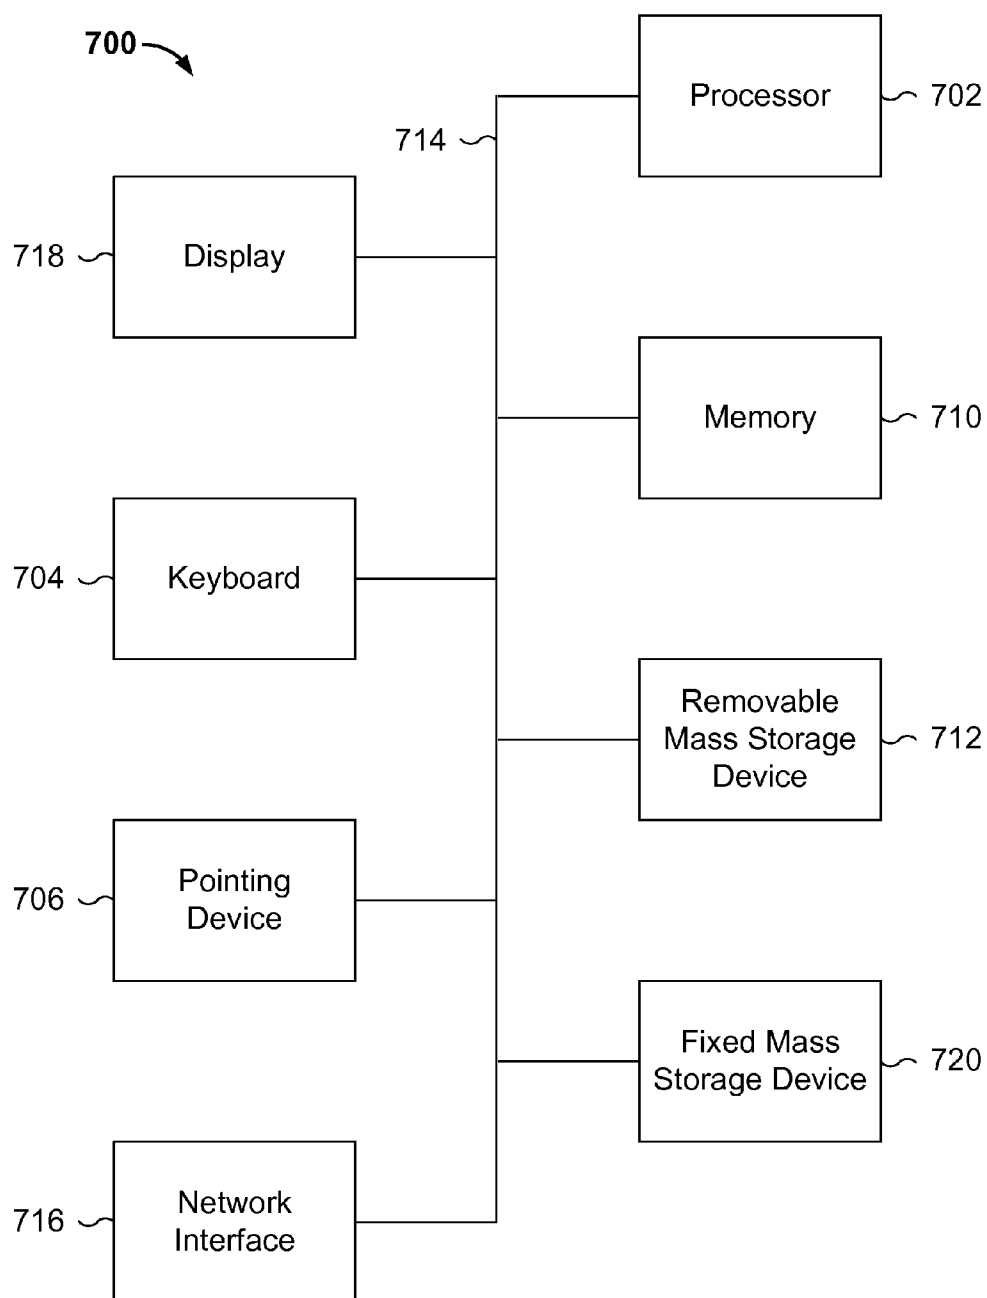 700
Processor
702
714
718
Display
Memory
710
704
Keyboard
Removable
Mass Storage
Device
712
706
Pointing
Device
Fixed Mass
Storage Device
720
716
Network
Interface